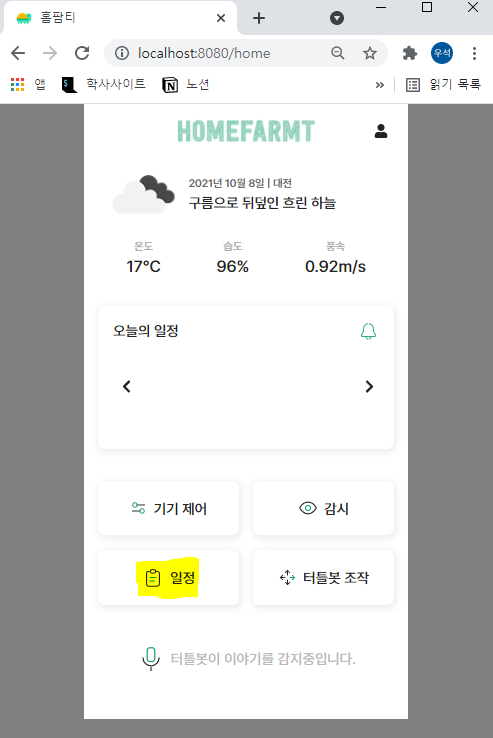 홈팜티
localhost:8080/home
우석
앱 학사사이트 노션 » 읽기 목록
HOMEFARMT
2021년 10월 8일 | 대전
구름으로 뒤덮인 흐린 하늘
온도 습도 풍속
17°C 96% 0.92m/s
오늘의 일정
기기 제어 감시
일정 터틀봇 조작
터틀봇이 이야기를 감지중입니다.